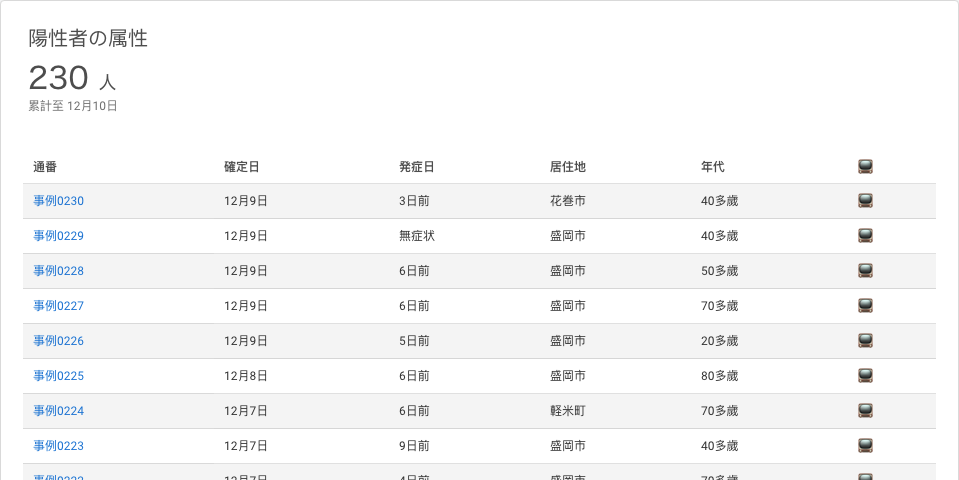 陽性者の属性
230 人
累計至 12月10日
通番 確定日 発症日 居住地 年代
事例0230 12月9日 3日前 花巻市 40多歳
事例0229 12月9日 無症状 盛岡市 40多歳
事例0228 12月9日 6日前 盛岡市 50多歳
事例0227 12月9日 6日前 盛岡市 70多歳
事例0226 12月9日 5日前 盛岡市 20多歳
事例0225 12月8日 6日前 盛岡市 80多歳
事例0224 12月7日 6日前 軽米町 70多歳
事例0223 12月7日 9日前 盛岡市 40多歳